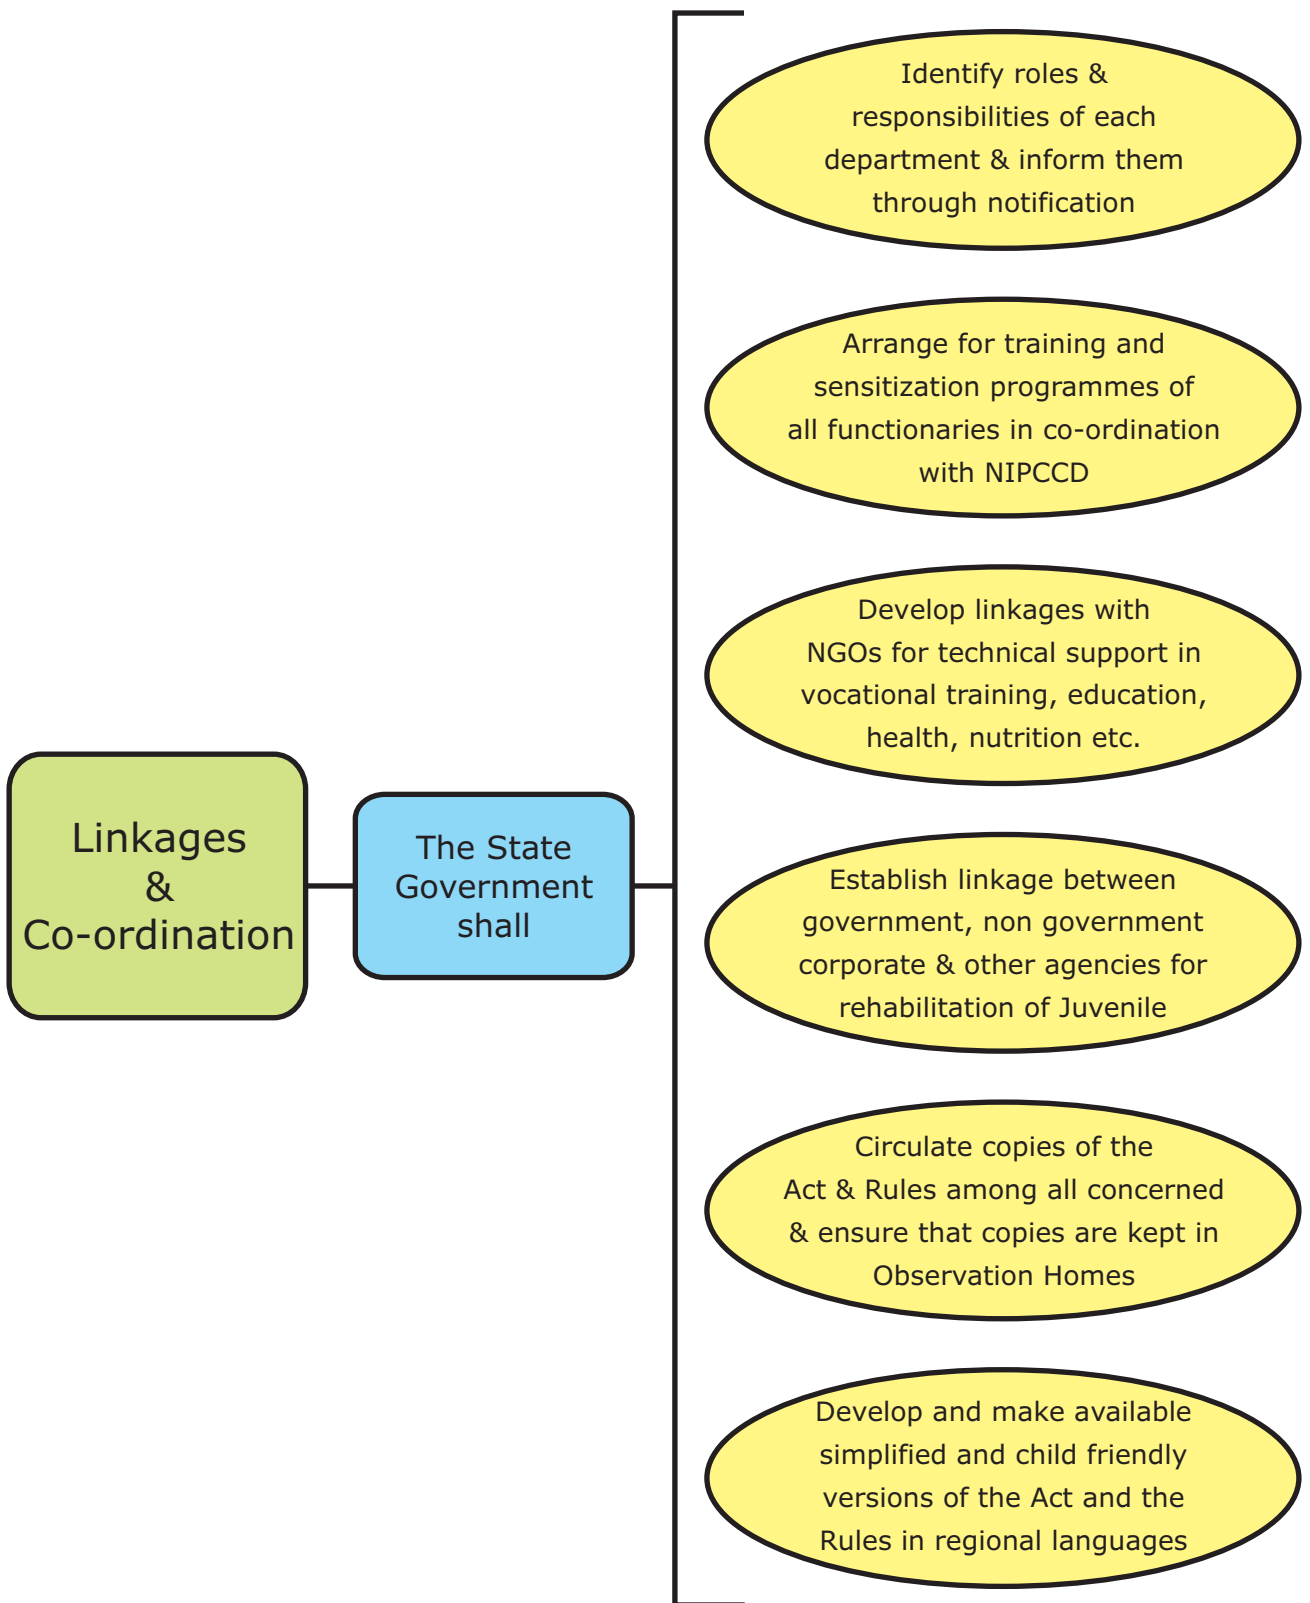 Linkages
&
Co-ordination
The State
Government
shall
Identify roles &
responsibilities of each
department & inform them
through notification
Arrange for training and
sensitization programmes of
all functionaries in co-ordination
with NIPCCD
Develop linkages with
NGOs for technical support in
vocational training, education,
health, nutrition etc.
Establish linkage between
government, non government
corporate & other agencies for
rehabilitation of Juvenile
Circulate copies of the
Act & Rules among all concerned
& ensure that copies are kept in
Observation Homes
Develop and make available
simplified and child friendly
versions of the Act and the
Rules in regional languages